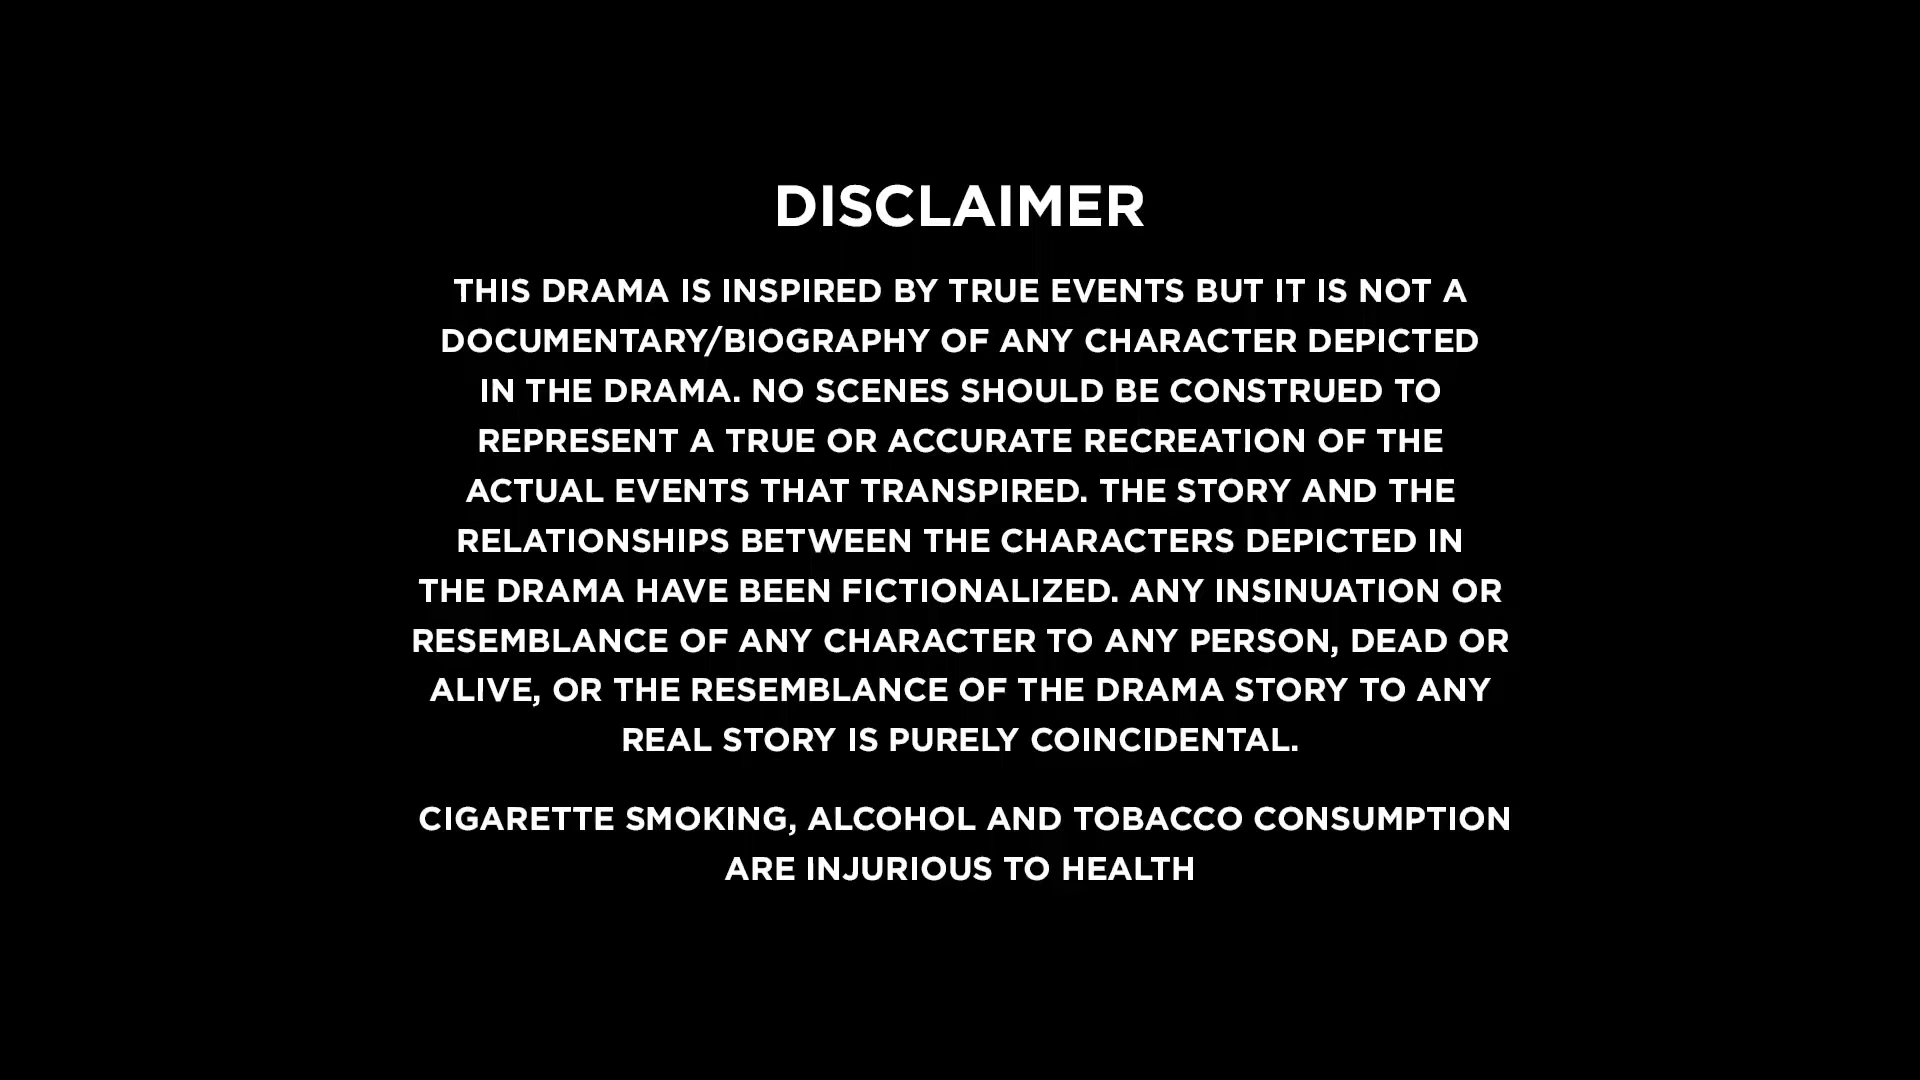 DISCLAIMER
THIS DRAMA IS INSPIRED BY TRUE EVENTS BUT IT IS NOT A
DOCUMENTARY/BIOGRAPHY OF ANY CHARACTER DEPICTED
IN THE DRAMA. NO SCENES SHOULD BE CONSTRUED TO
REPRESENT A TRUE OR ACCURATE RECREATION OF THE
ACTUAL EVENTS THAT TRANSPIRED. THE STORY AND THE
RELATIONSHIPS BETWEEN THE CHARACTERS DEPICTED IN
THE DRAMA HAVE BEEN FICTIONALIZED. ANY INSINUATION OR
RESEMBLANCE OF ANY CHARACTER TO ANY PERSON, DEAD OR
ALIVE, OR THE RESEMBLANCE OF THE DRAMA STORY TO ANY
REAL STORY IS PURELY COINCIDENTAL.
CIGARETTE SMOKING, ALCOHOL AND TOBACCO CONSUMPTION
ARE INJURIOUS TO HEALTH